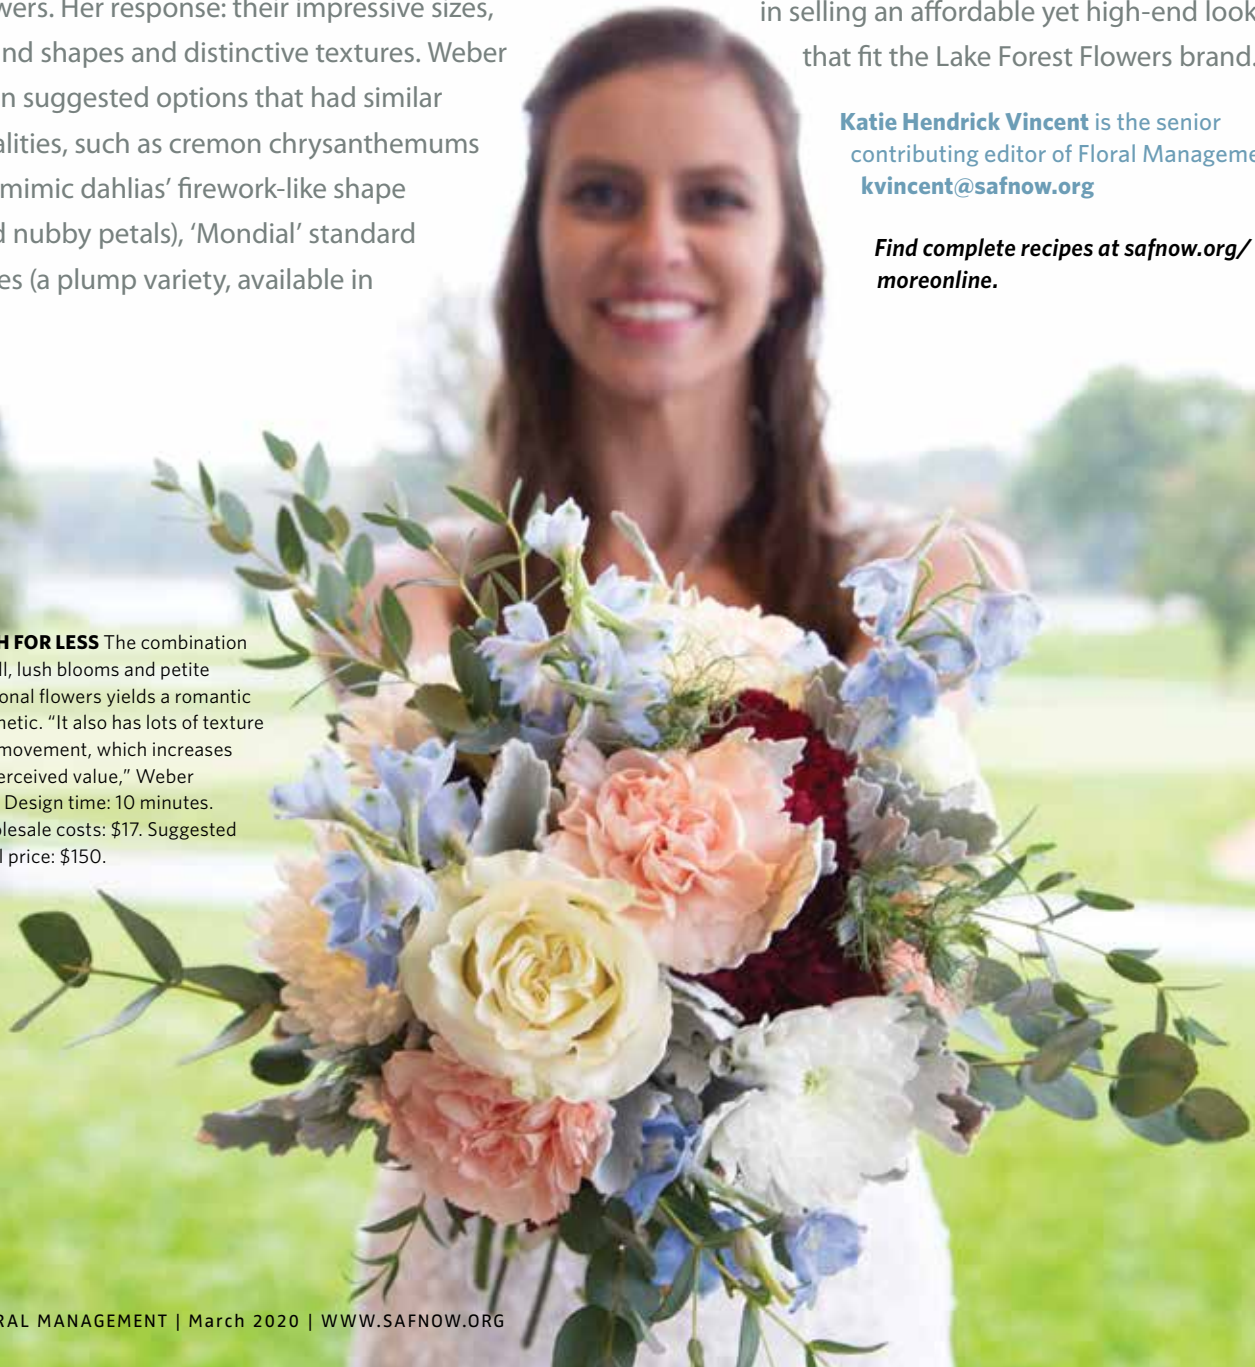 wers. Her response: their impressive sizes,
nd shapes and distinctive textures. Weber
n suggested options that had similar
alities, such as cremon chrysanthemums
mimic dahlias’ firework-like shape
d nubby petals), ‘Mondial’ standard
es (a plump variety, available in
in selling an affordable yet high-end look
that fit the Lake Forest Flowers brand.
Katie Hendrick Vincent is the senior
contributing editor of Floral Manageme
kvincent@safnow.org
Find complete recipes at safnow.org/
moreonline.
H FOR LESS The combination
ll, lush blooms and petite
onal flowers yields a romantic
hetic. “It also has lots of texture
movement, which increases
erceived value,” Weber
Design time: 10 minutes.
olesale costs: $17. Suggested
l price: $150.
RAL MANAGEMENT | March 2020 | WWW.SAFNOW.ORG